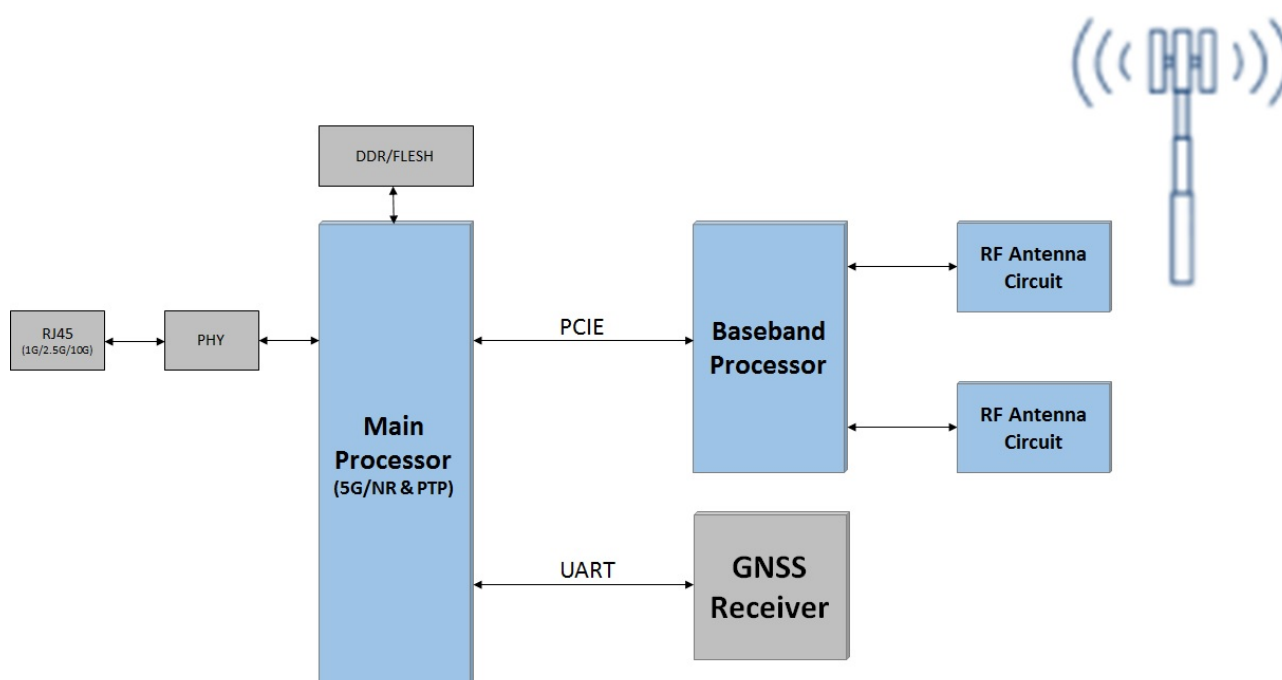 DDR/FLESH
RJ45
(1G/2.5G/10G)
PHY
Main
Processor
(5G/NR & PTP)
PCIE
UART
Baseband
Processor
GNSS
Receiver
RF Antenna
Circuit
RF Antenna
Circuit